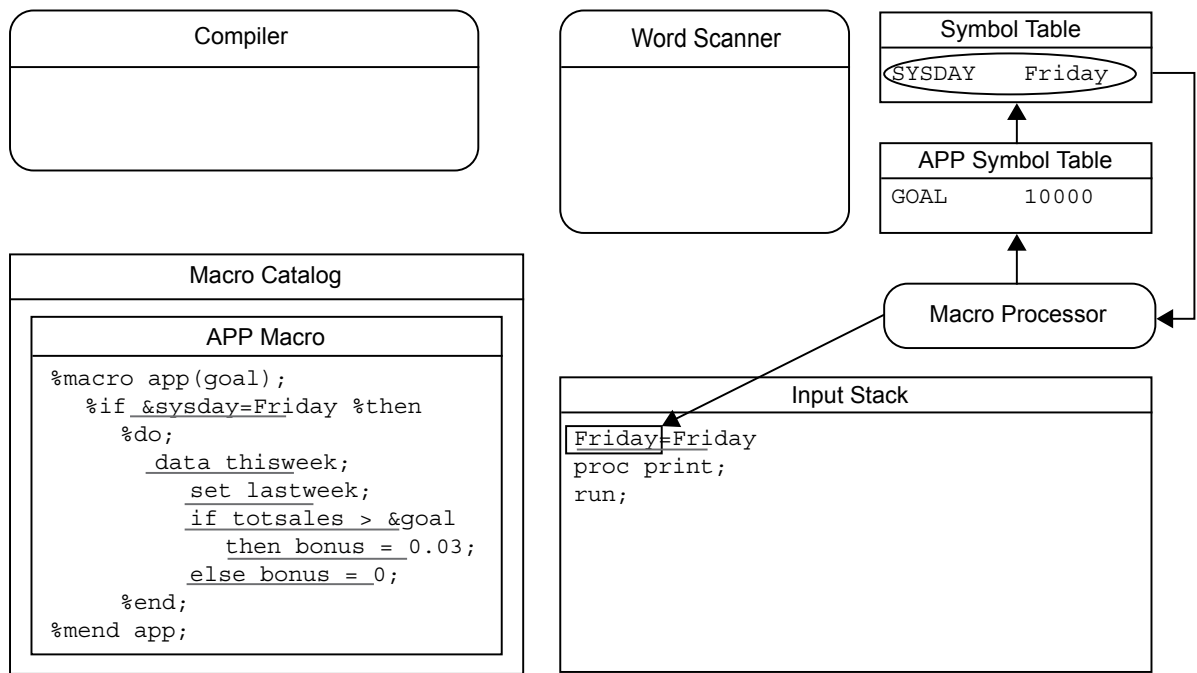 Compiler
Word Scanner
Symbol Table
SYSDAY Friday
APP Symbol Table
GOAL 10000
Macro Processor
Macro Catalog
APP Macro
%macro app(goal);
%if &sysday=Friday %then
%do;
data thisweek;
set lastweek;
if totsales > &goal
then bonus = 0.03;
else bonus = 0;
%end;
%mend app;
Input Stack
Friday=Friday
proc print;
run;